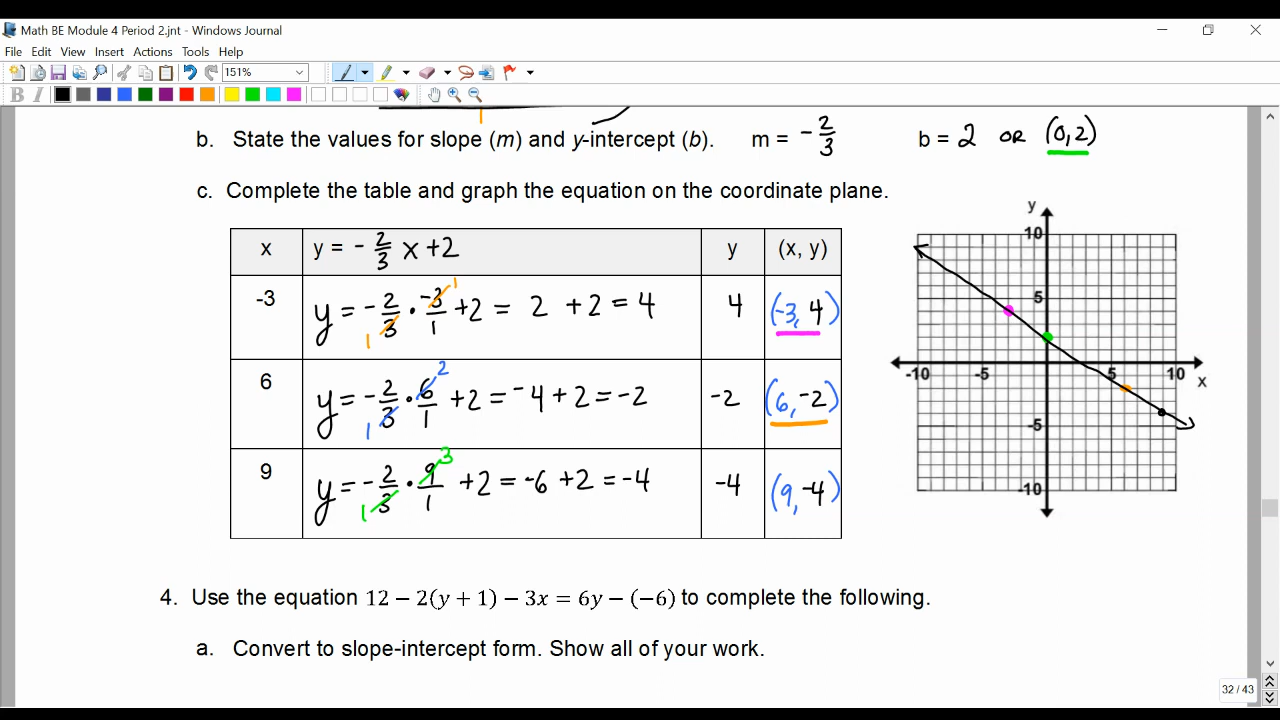 Math BE Module 4 Period 2.jnt - Windows Journal
File Edit View Insert Actions Tools Help
151%
B I
b. State the values for slope (m) and y-intercept (b). m = -2/3 b = 2 OR (0,2)
c. Complete the table and graph the equation on the coordinate plane.
x y = -2/3 x+2 y (x, y)
-3 y = -2/3 · -3/1 +2 = 2 +2 = 4 4 (-3, 4)
1 1
6 y = -2/3 · 6/1 +2 = -4 + 2 = -2 -2 (6, -2)
1 2
9 y = -2/3 · 9/1 +2 = -6 +2 = -4 -4 (9, -4)
1 3
y
10
5
-10 -5 5 10 x
-5
-10
4. Use the equation 12 − 2(y + 1) − 3x = 6y − (−6) to complete the following.
a. Convert to slope-intercept form. Show all of your work.
32 / 43